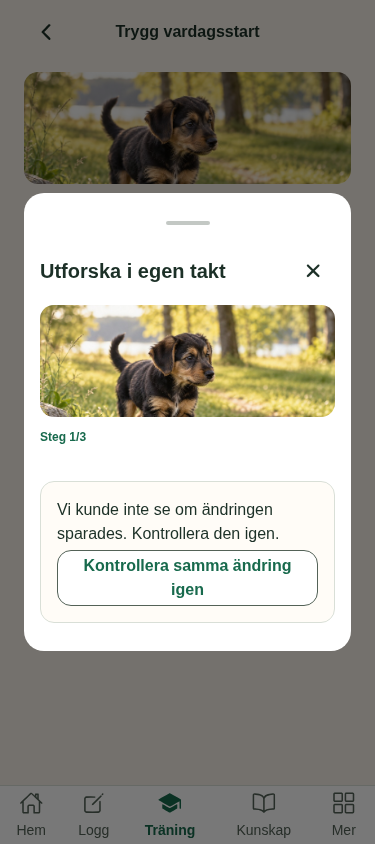 Trygg vardagsstart
Utforska i egen takt
Steg 1/3
Vi kunde inte se om ändringen
sparades. Kontrollera den igen.
Kontrollera samma ändring
igen
Hem
Logg
Träning
Kunskap
Mer